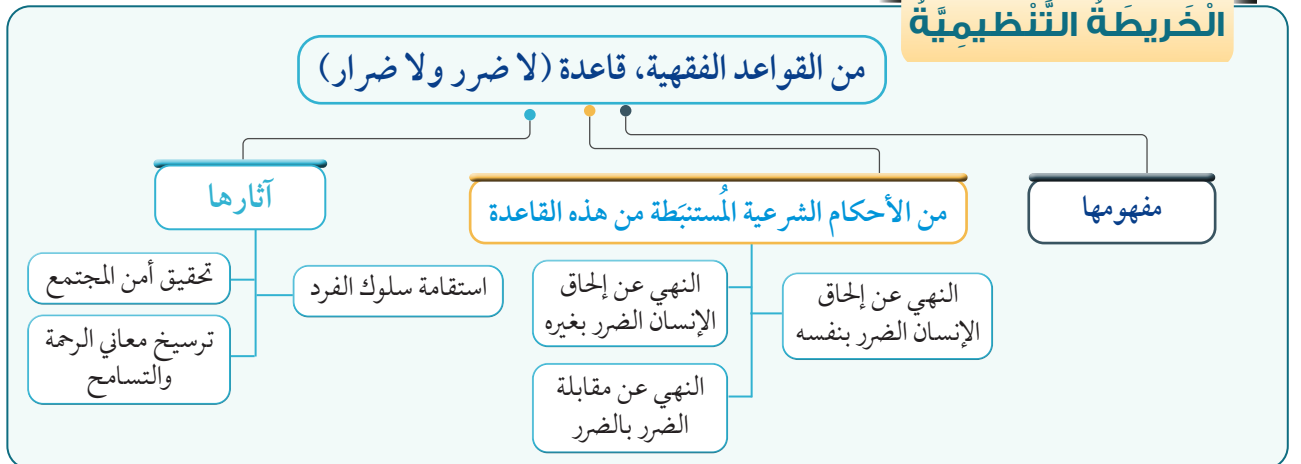 الْخَريطَةُ التَّنْظيمِيَّةُ
من القواعد الفقهية، قاعدة (لا ضرر ولا ضرار)
مفهومها
من الأحكام الشرعية المُستنبَطة من هذه القاعدة
النهي عن إلحاق
الإنسان الضرر بنفسه
النهي عن إلحاق
الإنسان الضرر بغيره
النهي عن مقابلة
الضرر بالضرر
آثارها
استقامة سلوك الفرد
تحقيق أمن المجتمع
ترسيخ معاني الرحمة
والتسامح